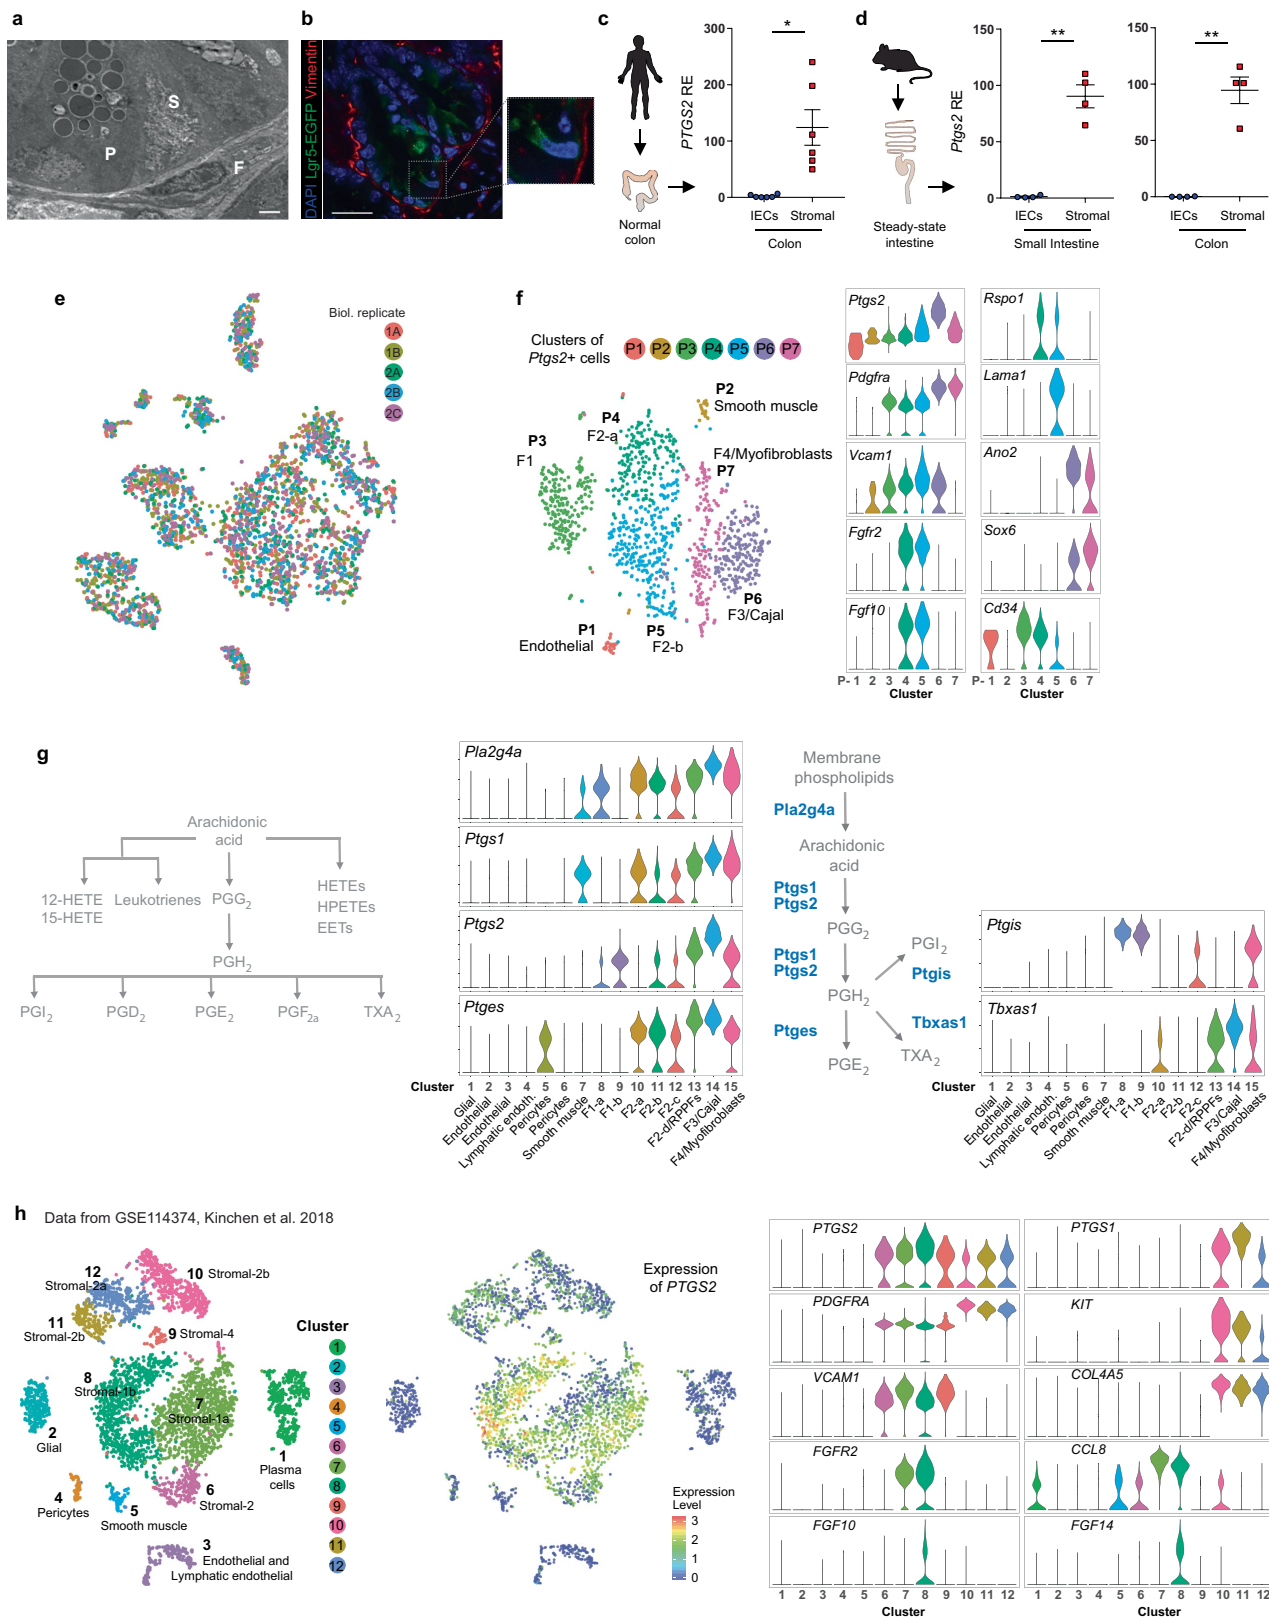 a
S
P
F
b
DAPI Lgr5-EGFP Vimentin
c
Normal
colon
PTGS2 RE
300
200
100
0
*
IECs Stromal
Colon
d
Steady-state
intestine
Ptgs2 RE
150
100
50
0
**
IECs Stromal
Small Intestine
150
100
50
0
**
IECs Stromal
Colon
e
Biol. replicate
1A
1B
2A
2B
2C
f
Clusters of
Ptgs2+ cells
P1 P2 P3 P4 P5 P6 P7
P2
Smooth muscle
P4
F2-a
P3
F1
F4/Myofibroblasts
P7
P6
F3/Cajal
P1
Endothelial
P5
F2-b
Ptgs2
Pdgfra
Vcam1
Fgfr2
Fgf10
P- 1 2 3 4 5 6 7
Cluster
Rspo1
Lama1
Ano2
Sox6
Cd34
1 2 3 4 5 6 7
Cluster
g
Arachidonic
acid
12-HETE
15-HETE
Leukotrienes
PGG2
HETEs
HPETEs
EETs
PGH2
PGI2 PGD2 PGE2 PGF2a TXA2
Pla2g4a
Ptgs1
Ptgs2
Ptges
Cluster 1 2 3 4 5 6 7 8 9 10 11 12 13 14 15
Glial
Endothelial
Endothelial
Lymphatic endoth.
Pericytes
Pericytes
Smooth muscle
F1-a
F1-b
F2-a
F2-b
F2-c
F2-d/RPPFs
F3/Cajal
F4/Myofibroblasts
Membrane
phospholipids
Pla2g4a
Arachidonic
acid
Ptgs1
Ptgs2
PGG2
Ptgs1
Ptgs2
PGI2
Ptgis
PGH2
Ptges
Tbxas1
PGE2
TXA2
Ptgis
Tbxas1
Cluster 1 2 3 4 5 6 7 8 9 10 11 12 13 14 15
Glial
Endothelial
Endothelial
Lymphatic endoth.
Pericytes
Pericytes
Smooth muscle
F1-a
F1-b
F2-a
F2-b
F2-c
F2-d/RPPFs
F3/Cajal
F4/Myofibroblasts
h
Data from GSE114374, Kinchen et al. 2018
12
Stromal-2a
10 Stromal-2b
11
Stromal-2b
9 Stromal-4
8
Stromal-1b
7
Stromal-1a
2
Glial
1
Plasma
cells
4
Pericytes
5
Smooth muscle
6
Stromal-2
3
Endothelial and
Lymphatic endothelial
Cluster
1
2
3
4
5
6
7
8
9
10
11
12
Expression
of PTGS2
Expression
Level
3
2
1
0
PTGS2
PDGFRA
VCAM1
FGFR2
FGF10
1 2 3 4 5 6 7 8 9 10 11 12
Cluster
PTGS1
KIT
COL4A5
CCL8
FGF14
1 2 3 4 5 6 7 8 9 10 11 12
Cluster